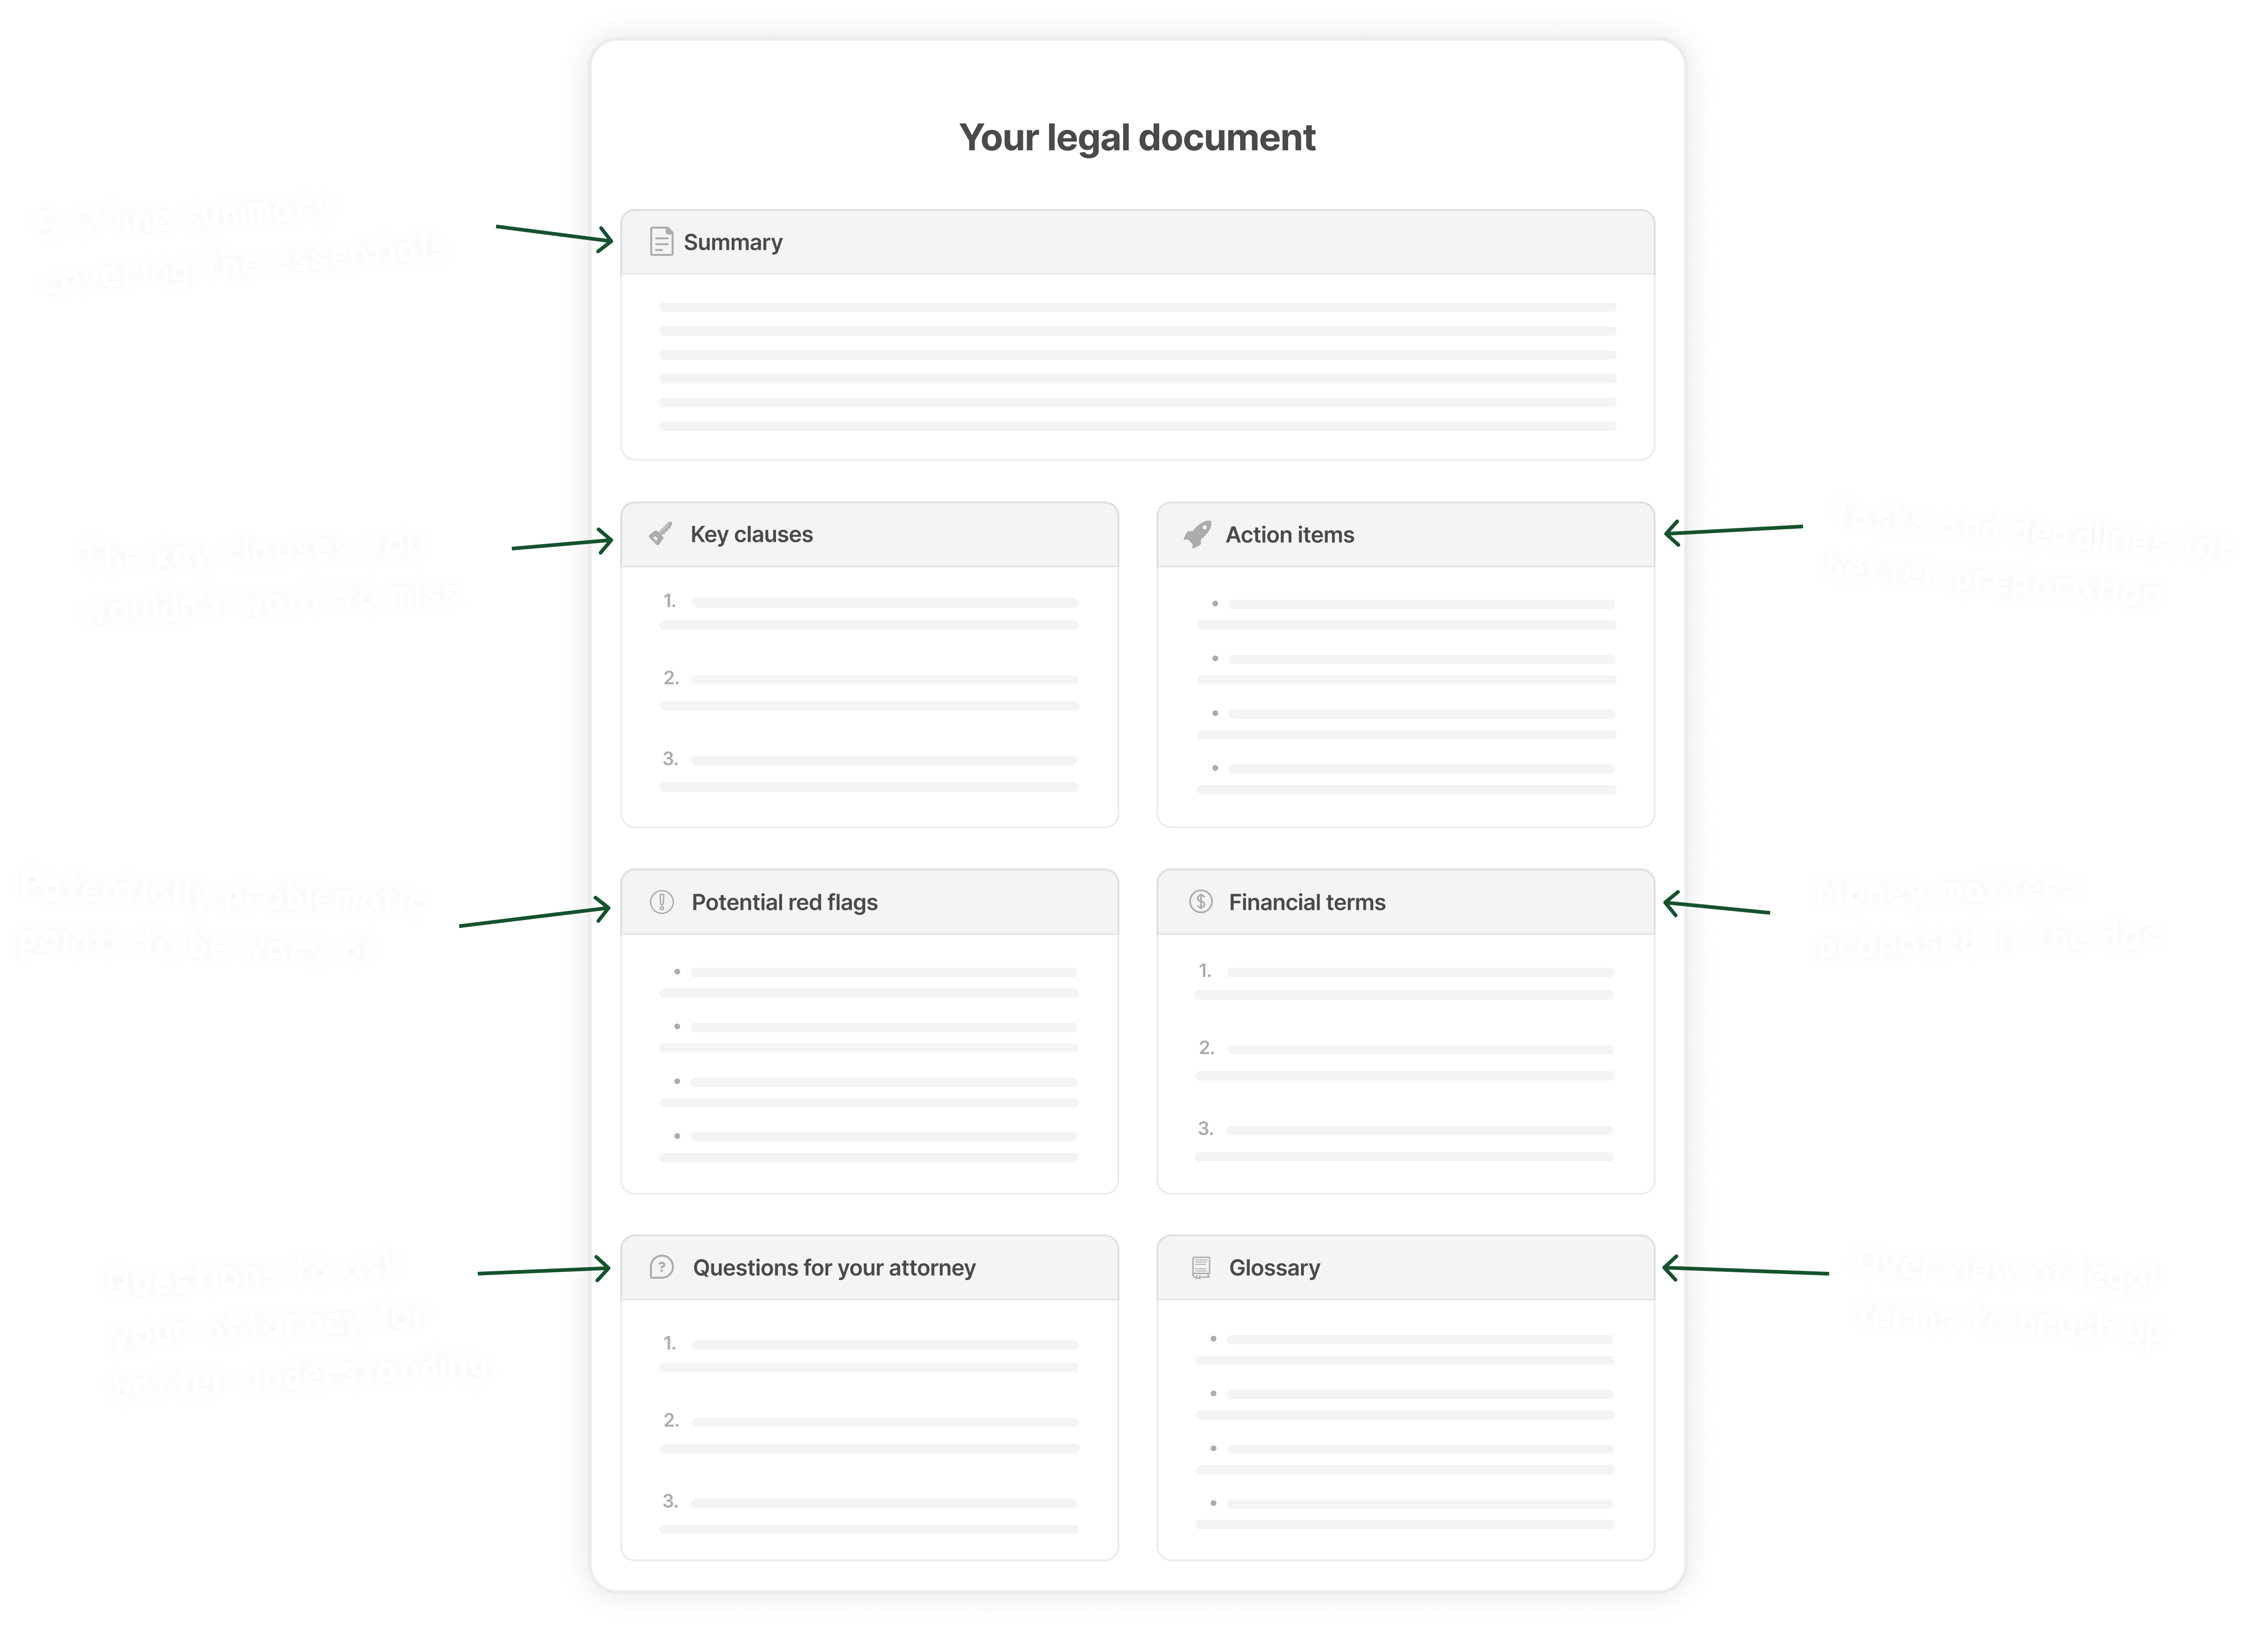 Your legal document
5-7 line summary
covering the essentials
Summary
The key clauses you
wouldn't want to miss
Key clauses
1.
2.
3.
Action items
Tasks and deadlines for
better preparation
Potentially problematic
points to be wary of
Potential red flags
Financial terms
1.
2.
3.
Money matters
proposed in the doc
Questions to ask
your attorney for
better understanding
Questions for your attorney
1.
2.
3.
Glossary
Overview of legal
terms to brush up